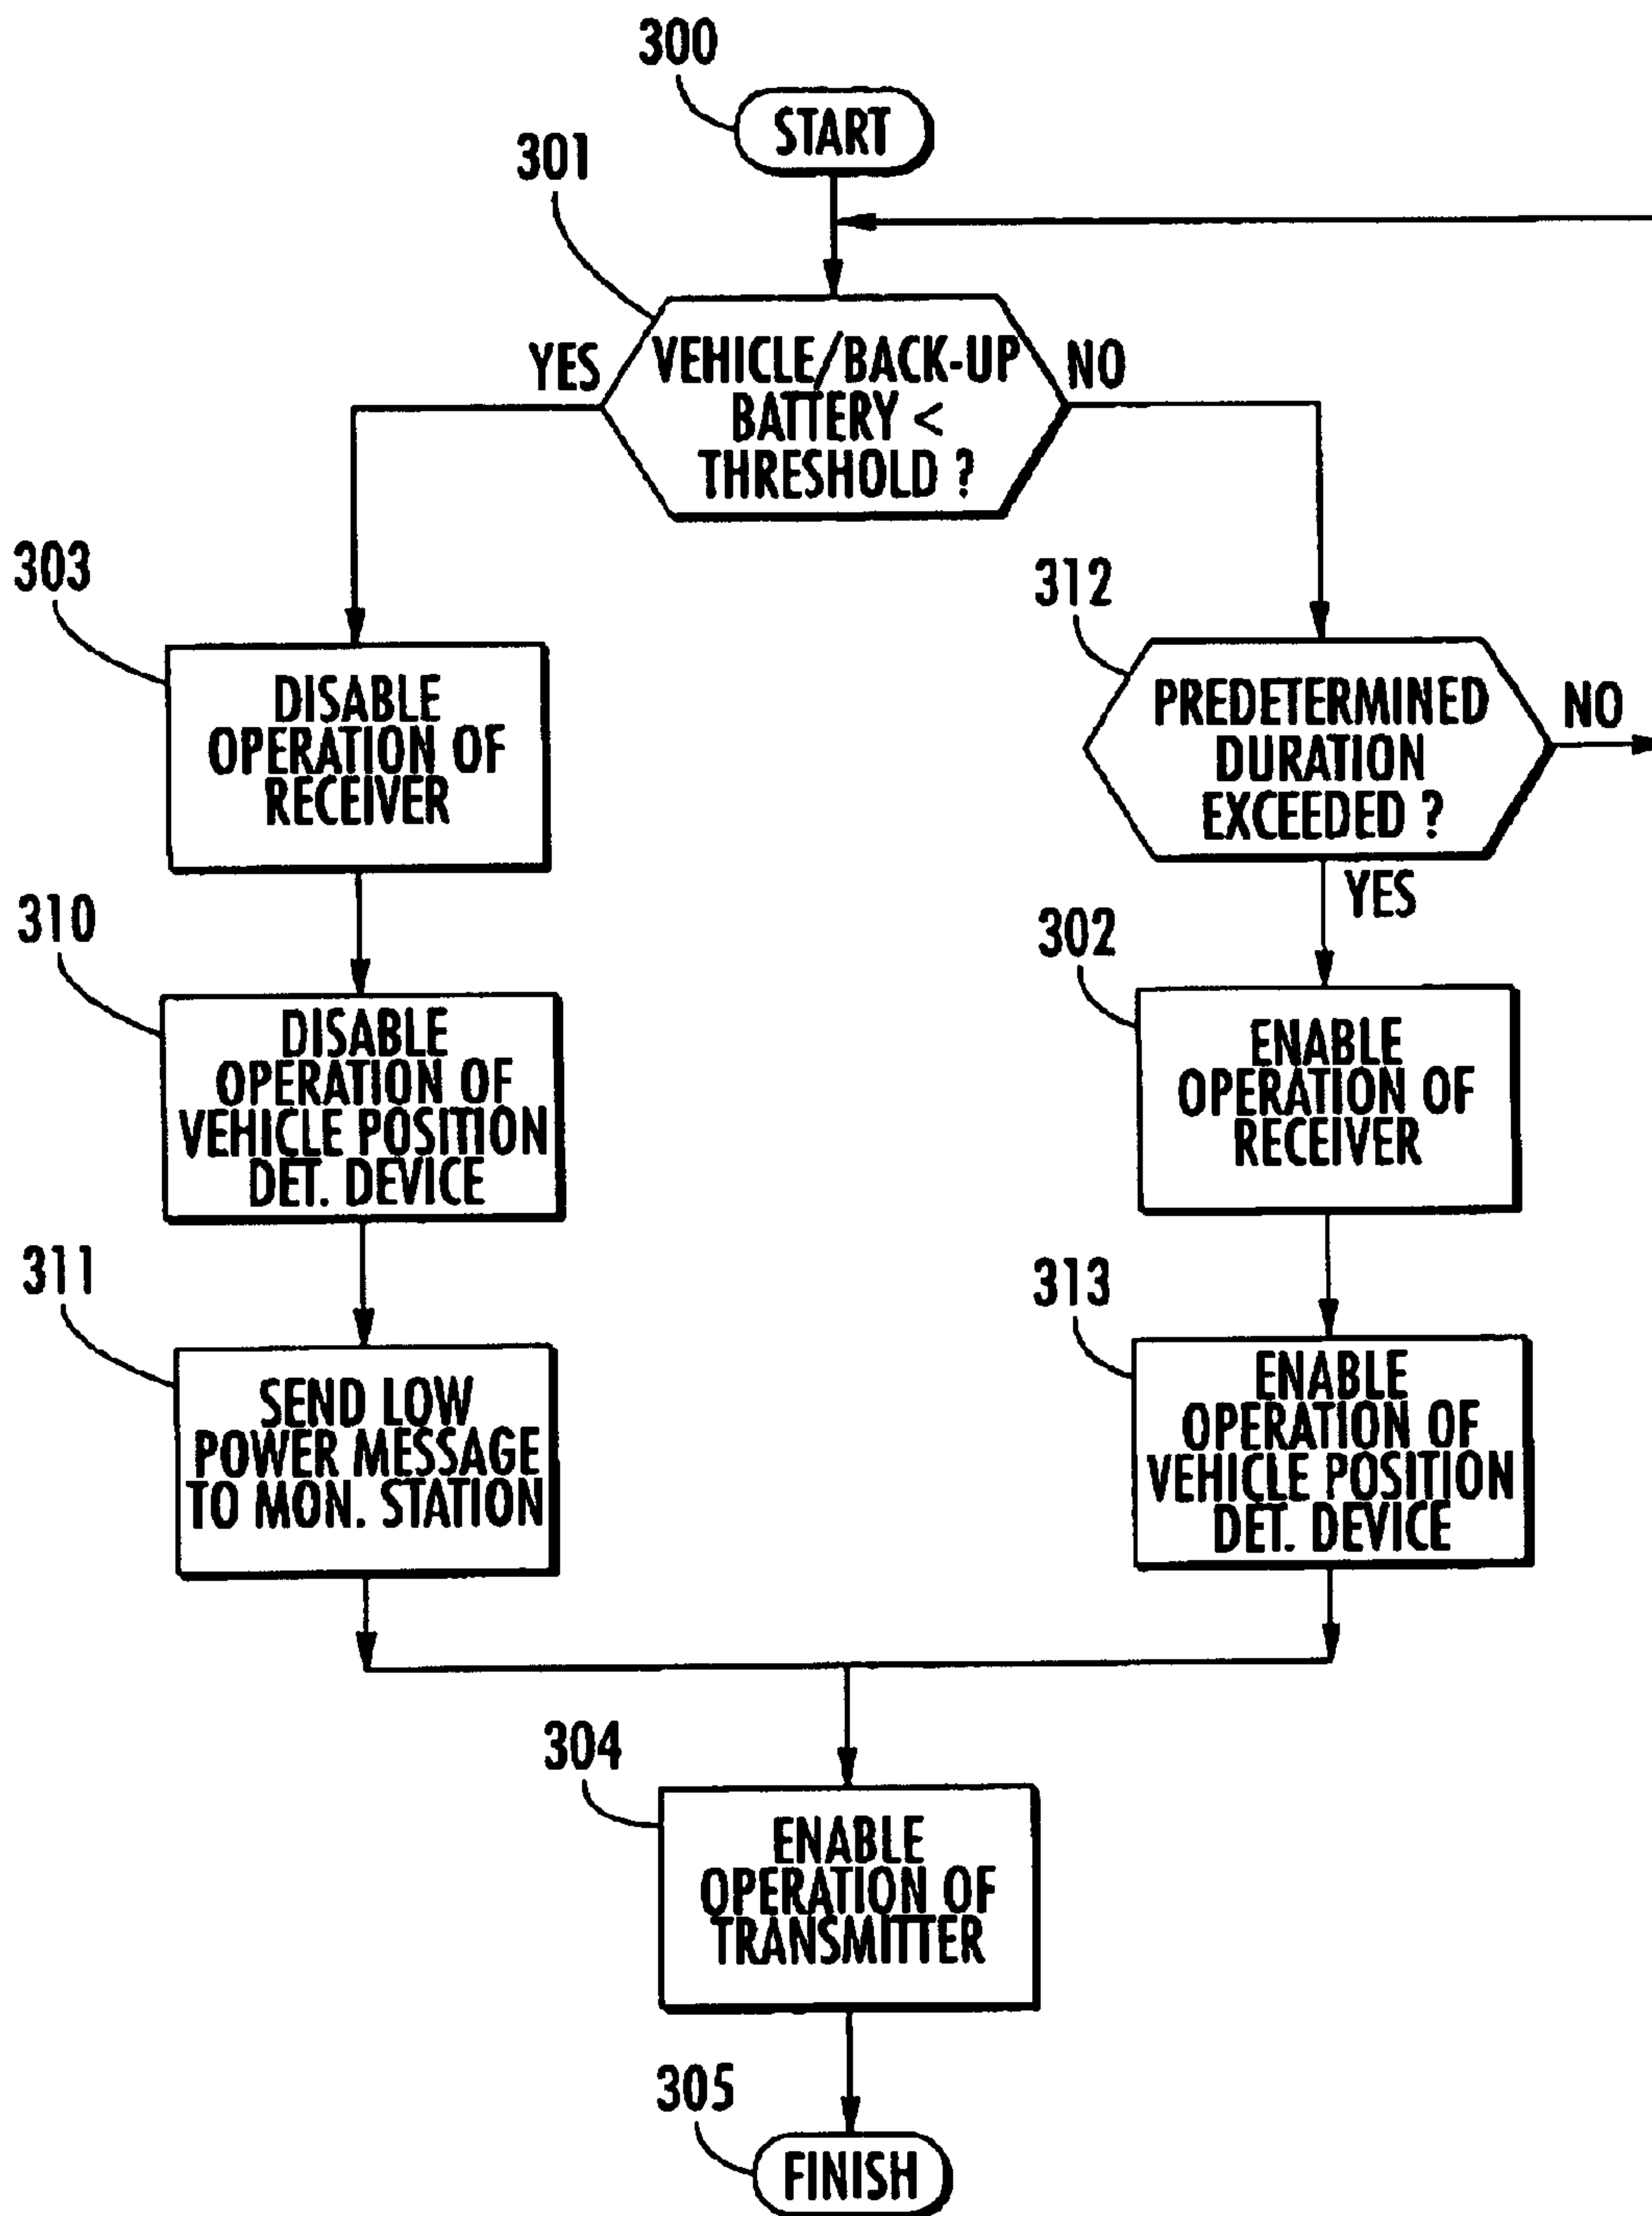 300
START
301
YES
VEHICLE/BACK-UP
BATTERY <
THRESHOLD ?
NO
303
DISABLE
OPERATION OF
RECEIVER
312
PREDETERMINED
DURATION
EXCEEDED ?
NO
YES
310
DISABLE
OPERATION OF
VEHICLE POSITION
DET. DEVICE
302
ENABLE
OPERATION OF
RECEIVER
311
SEND LOW
POWER MESSAGE
TO MON. STATION
313
ENABLE
OPERATION OF
VEHICLE POSITION
DET. DEVICE
304
ENABLE
OPERATION OF
TRANSMITTER
305
FINISH